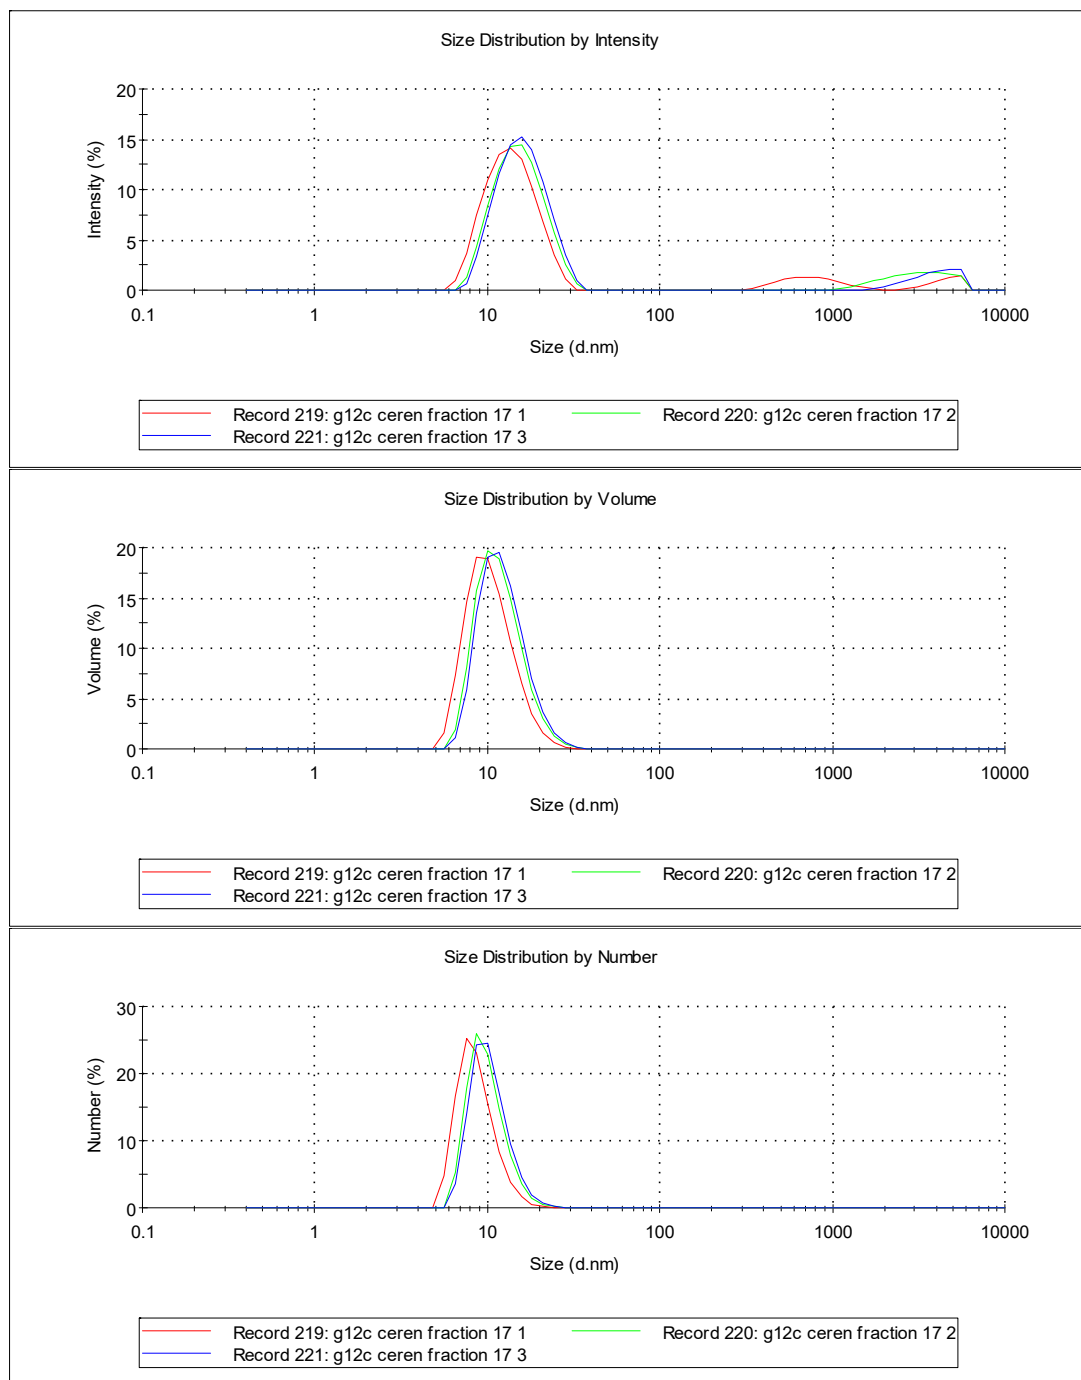 Size Distribution by Intensity
20
15
10
5
0
Intensity (%)
0.1 1 10 100 1000 10000
Size (d.nm)
Record 219: g12c ceren fraction 17 1 Record 220: g12c ceren fraction 17 2
Record 221: g12c ceren fraction 17 3
Size Distribution by Volume
20
15
10
5
0
Volume (%)
0.1 1 10 100 1000 10000
Size (d.nm)
Record 219: g12c ceren fraction 17 1 Record 220: g12c ceren fraction 17 2
Record 221: g12c ceren fraction 17 3
Size Distribution by Number
30
20
10
0
Number (%)
0.1 1 10 100 1000 10000
Size (d.nm)
Record 219: g12c ceren fraction 17 1 Record 220: g12c ceren fraction 17 2
Record 221: g12c ceren fraction 17 3